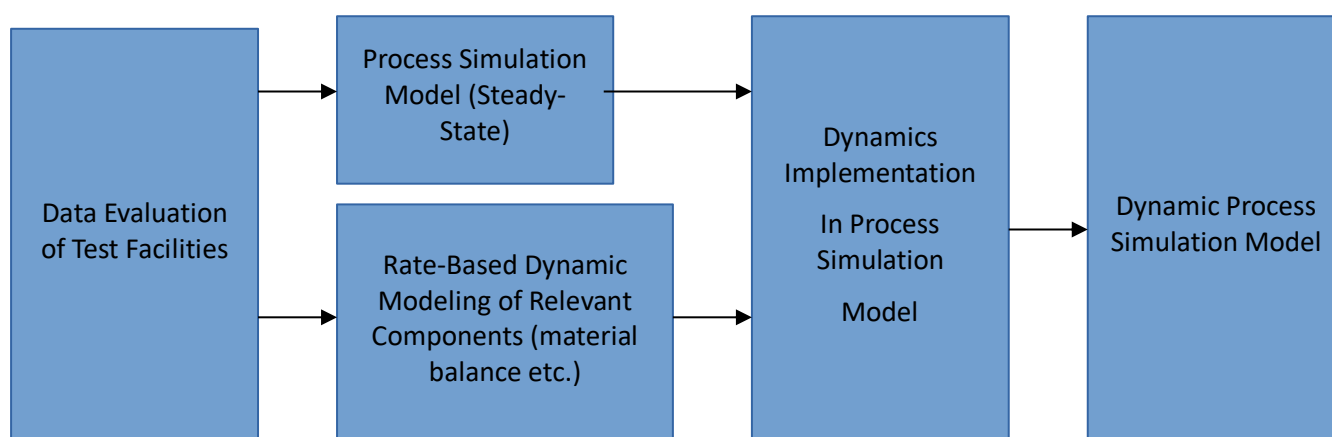 Data Evaluation
of Test Facilities
Process Simulation
Model (Steady-
State)
Rate-Based Dynamic
Modeling of Relevant
Components (material
balance etc.)
Dynamics
Implementation
In Process
Simulation
Model
Dynamic Process
Simulation Model